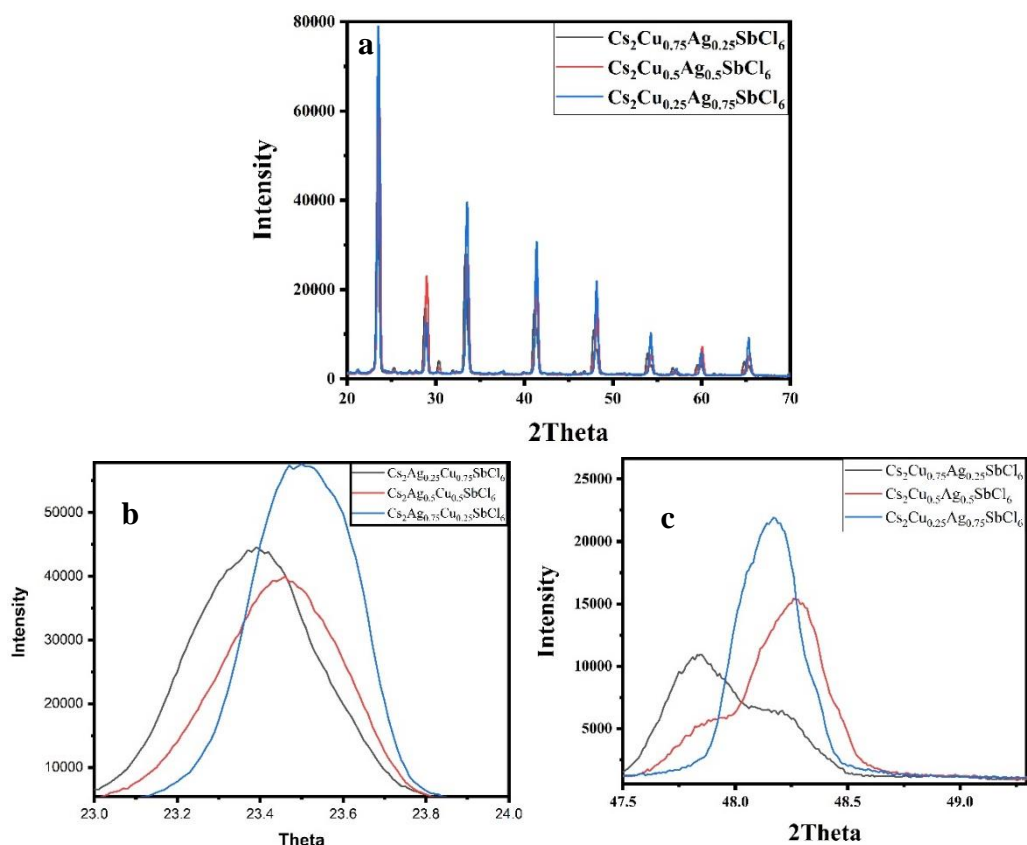 a
Cs₂Cu₀.₇₅Ag₀.₂₅SbCl₆
Cs₂Cu₀.₅Ag₀.₅SbCl₆
Cs₂Cu₀.₂₅Ag₀.₇₅SbCl₆
Intensity
80000
60000
40000
20000
0
20 30 40 50 60 70
2Theta
b
Cs₂Ag₀.₂₅Cu₀.₇₅SbCl₆
Cs₂Ag₀.₅Cu₀.₅SbCl₆
Cs₂Ag₀.₇₅Cu₀.₂₅SbCl₆
Intensity
50000
40000
30000
20000
10000
23.0 23.2 23.4 23.6 23.8 24.0
Theta
c
Cs₂Cu₀.₇₅Ag₀.₂₅SbCl₆
Cs₂Cu₀.₅Ag₀.₅SbCl₆
Cs₂Cu₀.₂₅Ag₀.₇₅SbCl₆
Intensity
25000
20000
15000
10000
5000
47.5 48.0 48.5 49.0
2Theta